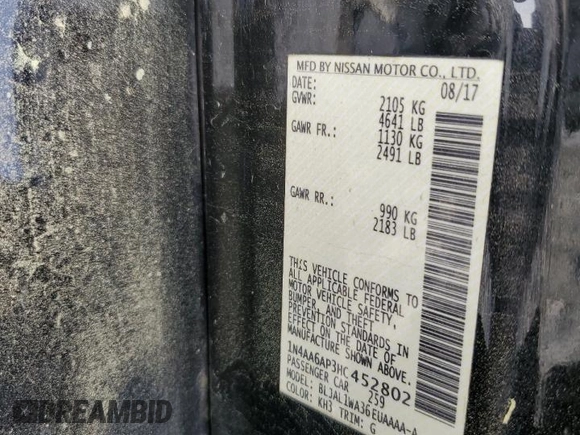 MFD BY NISSAN MOTOR CO., LTD.
DATE: 08/17
GVWR: 2105 KG
4641 LB
GAWR FR.: 1130 KG
2491 LB
GAWR RR.: 990 KG
2183 LB
THIS VEHICLE CONFORMS TO
ALL APPLICABLE FEDERAL
MOTOR VEHICLE SAFETY,
BUMPER, AND THEFT
PREVENTION STANDARDS IN
EFFECT ON THE DATE OF
MANUFACTURE SHOWN ABOVE.
1N4AA6AP3HC 452802
PASSENGER CAR 259
MODEL: BLJALIWA36EUAAAA-A
COLOR: KH3 TRIM: G
DREAMBID